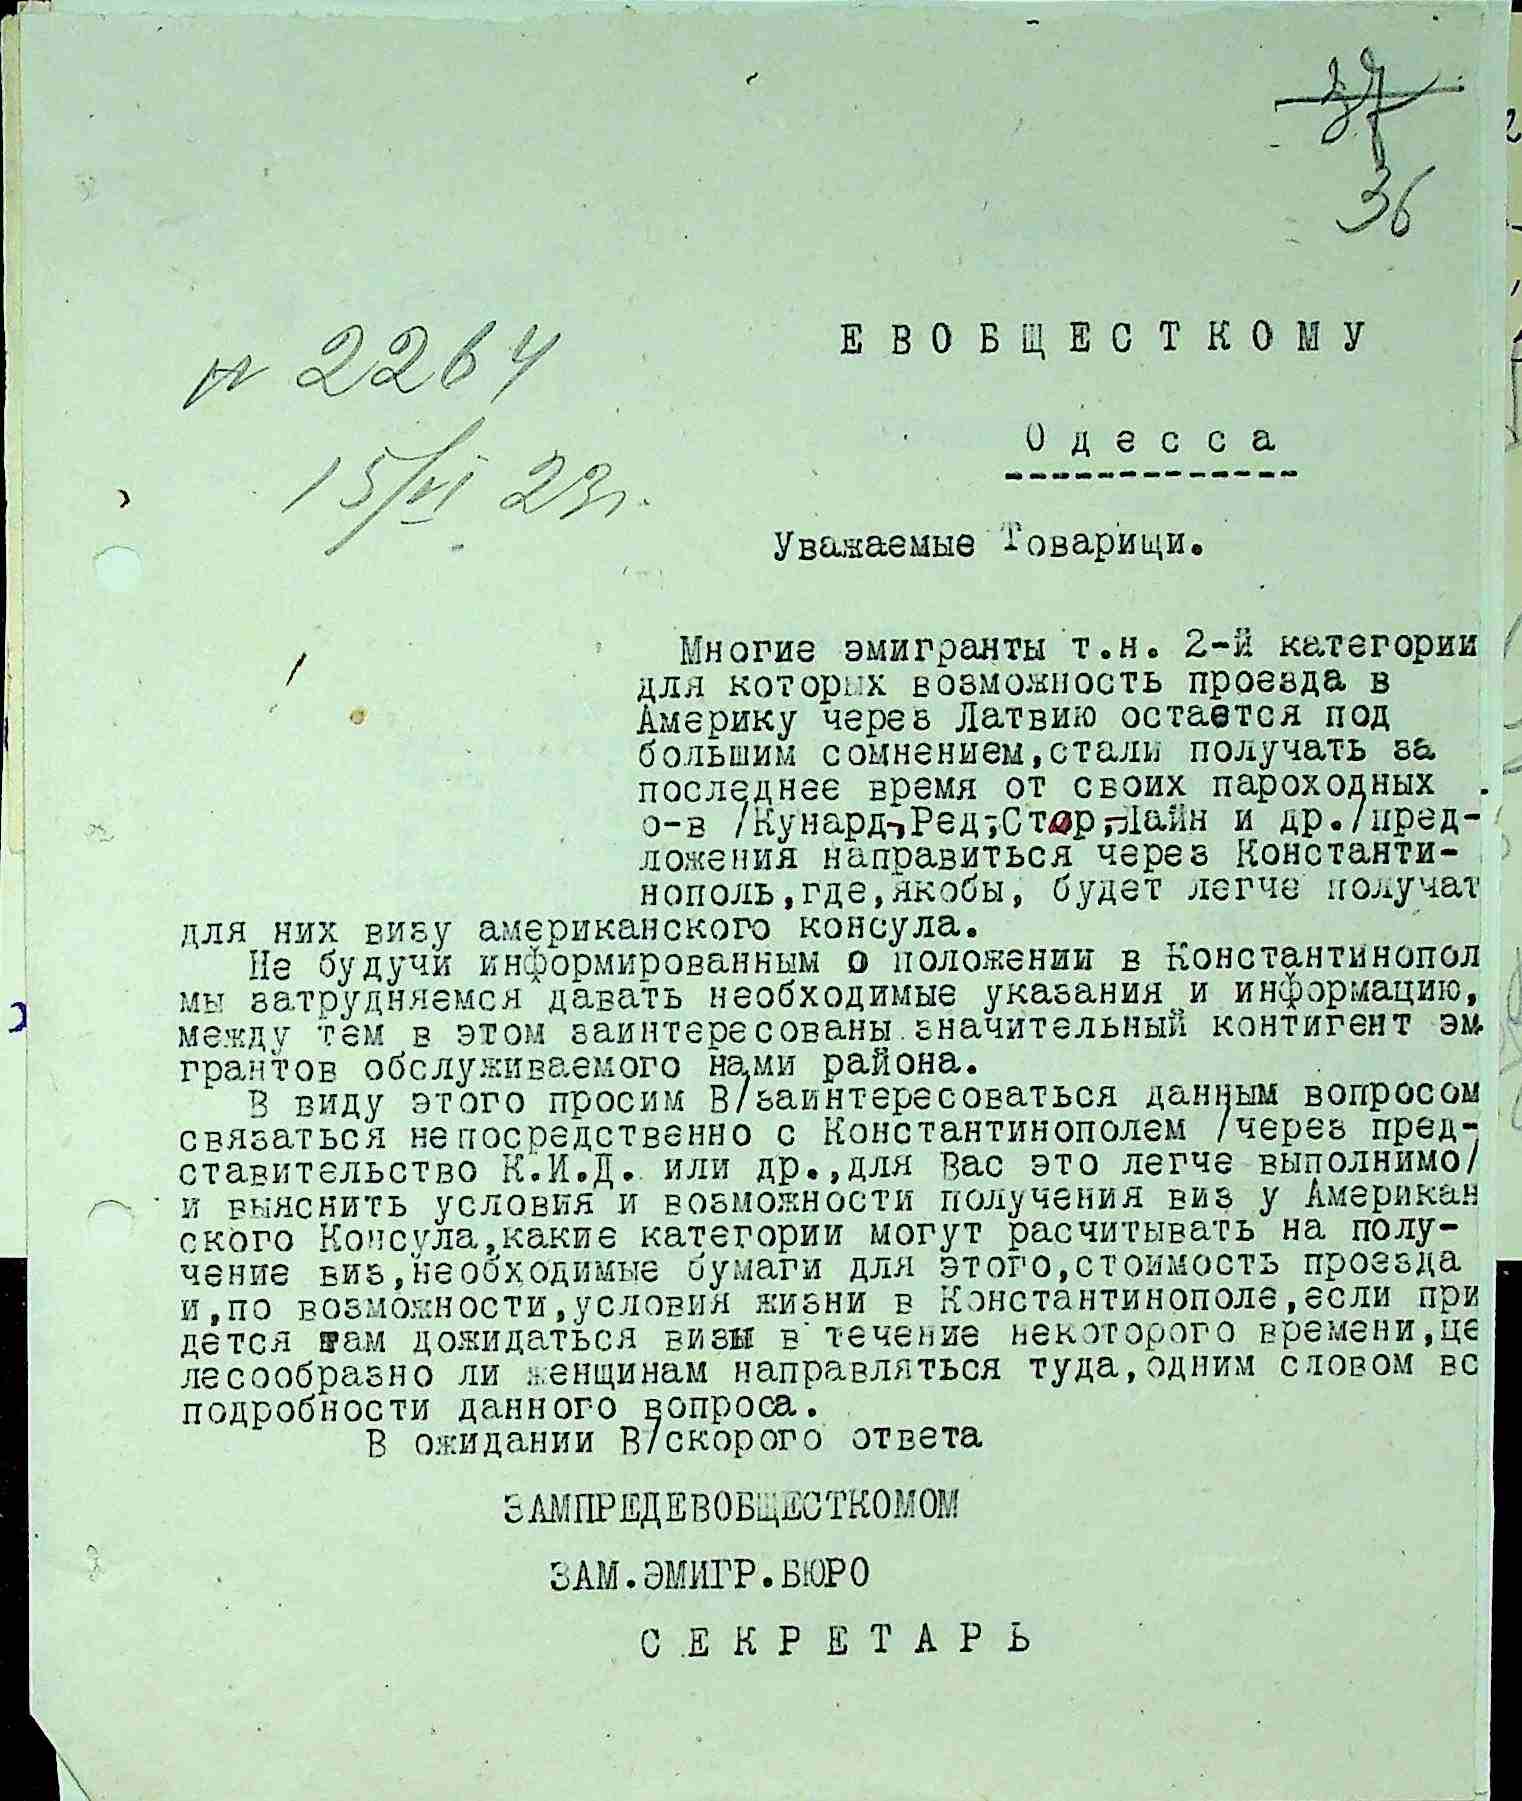 37
36
N 2264
15/VI 23г.
ЕВОБЩЕСТКОМУ
Одесса
Уважаемые Товарищи.
Многие эмигранты т.н. 2-й категории
для которых возможность проезда в
Америку через Латвию остается под
большим сомнением,стали получать за
последнее время от своих пароходных
о-в /Кунард,Ред,Стар,Лайн и др./пред-
ложения направиться через Константи-
нополь,где,якобы, будет легче получат
для них визу американского консула.
Не будучи информированным о положении в Константинопол
мы затрудняемся давать необходимые указания и информацию,
между тем в этом заинтересованы значительный контигент эм
грантов обслуживаемого нами района.
В виду этого просим В/заинтересоваться данным вопросом
связаться непосредственно с Константинополем /через пред-
ставительство К.И.Д. или др.,для Вас это легче выполнимо/
и выяснить условия и возможности получения виз у Американ
ского Консула,какие категории могут расчитывать на полу-
чение виз,необходимые бумаги для этого,стоимость проезда
и,по возможности,условия жизни в Константинополе,если при
дется там дожидаться визы в течение некоторого времени,це
лесообразно ли женщинам направляться туда,одним словом вс
подробности данного вопроса.
В ожидании В/скорого ответа
ЗАМПРЕДЕВОБЩЕСТКОМОМ
ЗАМ.ЭМИГР.БЮРО
СЕКРЕТАРЬ